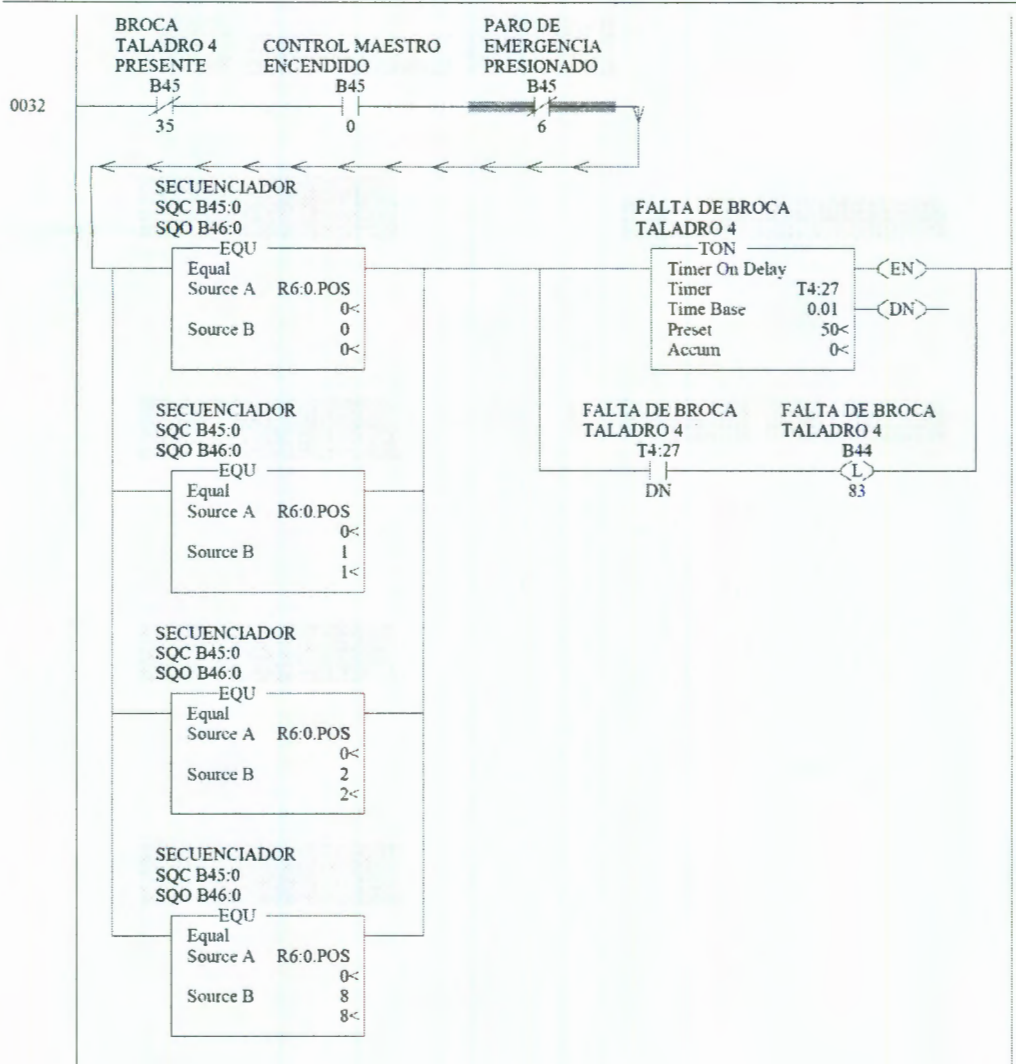 BROCA
TALADRO 4
PRESENTE
B45
35
CONTROL MAESTRO
ENCENDIDO
B45
0
PARO DE
EMERGENCIA
PRESIONADO
B45
6
0032
SECUENCIADOR
SQC B45:0
SQO B46:0
EQU
Equal
Source A R6:0.POS
0<
Source B 0
0<
FALTA DE BROCA
TALADRO 4
TON
Timer On Delay
Timer T4:27
Time Base 0.01
Preset 50<
Accum 0<
EN
DN
SECUENCIADOR
SQC B45:0
SQO B46:0
EQU
Equal
Source A R6:0.POS
0<
Source B 1
1<
FALTA DE BROCA
TALADRO 4
T4:27
DN
FALTA DE BROCA
TALADRO 4
B44
L
83
SECUENCIADOR
SQC B45:0
SQO B46:0
EQU
Equal
Source A R6:0.POS
0<
Source B 2
2<
SECUENCIADOR
SQC B45:0
SQO B46:0
EQU
Equal
Source A R6:0.POS
0<
Source B 8
8<